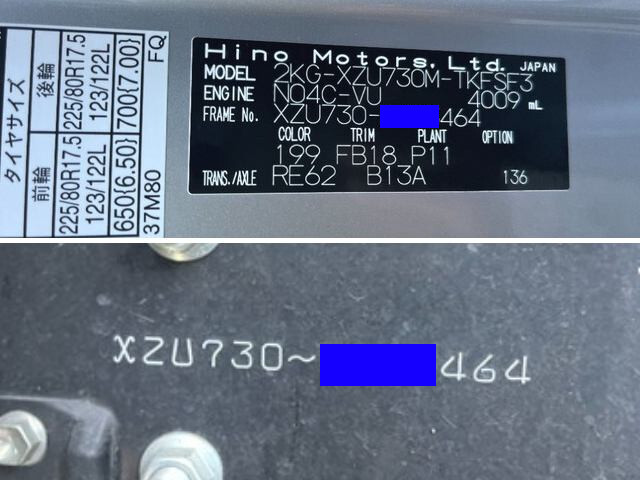 タイヤサイズ
前輪 後輪
225/80R17.5 225/80R17.5
123/122L 123/122L
650{6.50} 700{7.00}
37M80 FQ
Hino Motors, Ltd. JAPAN
MODEL 2KG-XZU730M-TKFSF3
ENGINE N04C-VU 4009 mL
FRAME No. XZU730- 464
COLOR TRIM PLANT OPTION
199 FB18 P11
TRANS./AXLE RE62 B13A 136
XZU730~ 464